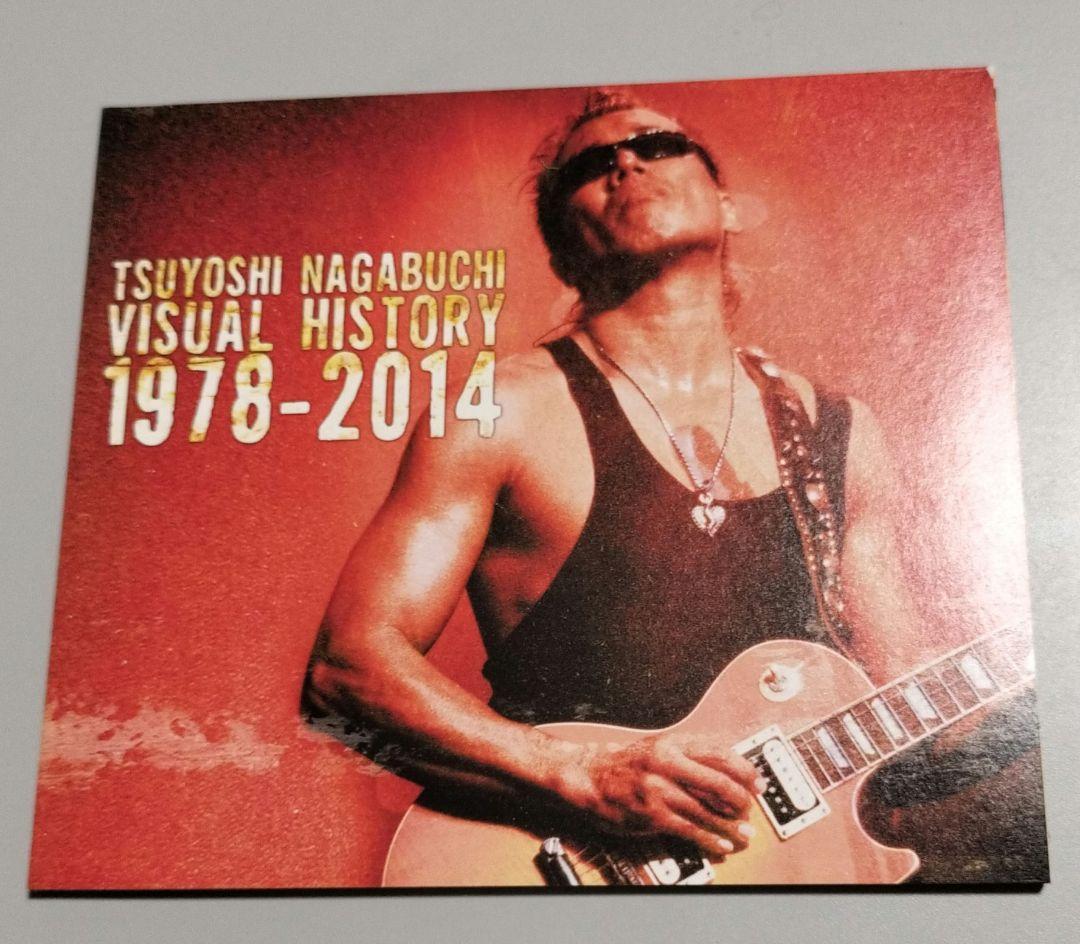 TSUYOSHI NAGABUCHI
VISUAL HISTORY
1978-2014